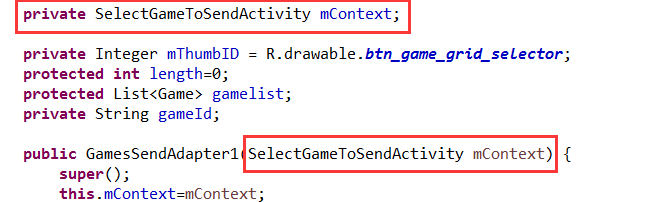 private SelectGameToSendActivity mContext;
private Integer mThumbID = R.drawable.btn_game_grid_selector;
protected int length=0;
protected List<Game> gamelist;
private String gameId;
public GamesSendAdapter1(SelectGameToSendActivity mContext) {
super();
this.mContext=mContext;